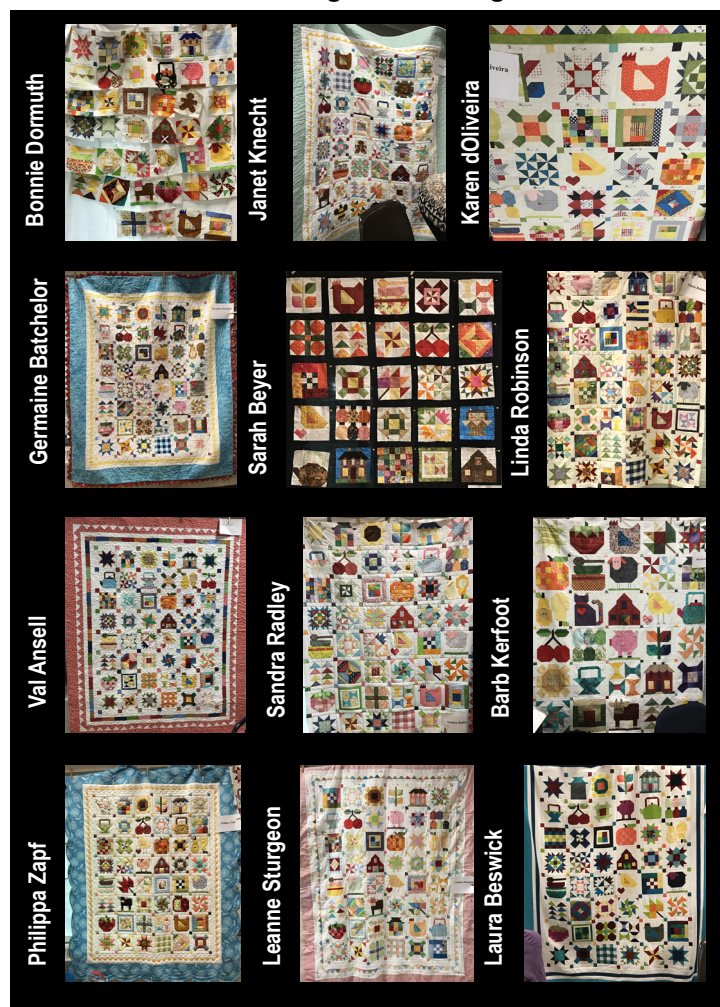 Bonnie Dormuth
Janet Knecht
Karen dOliveira
Germaine Batchelor
Sarah Beyer
Linda Robinson
Val Ansell
Sandra Radley
Barb Kerfoot
Philippa Zapf
Leanne Sturgeon
Laura Beswick